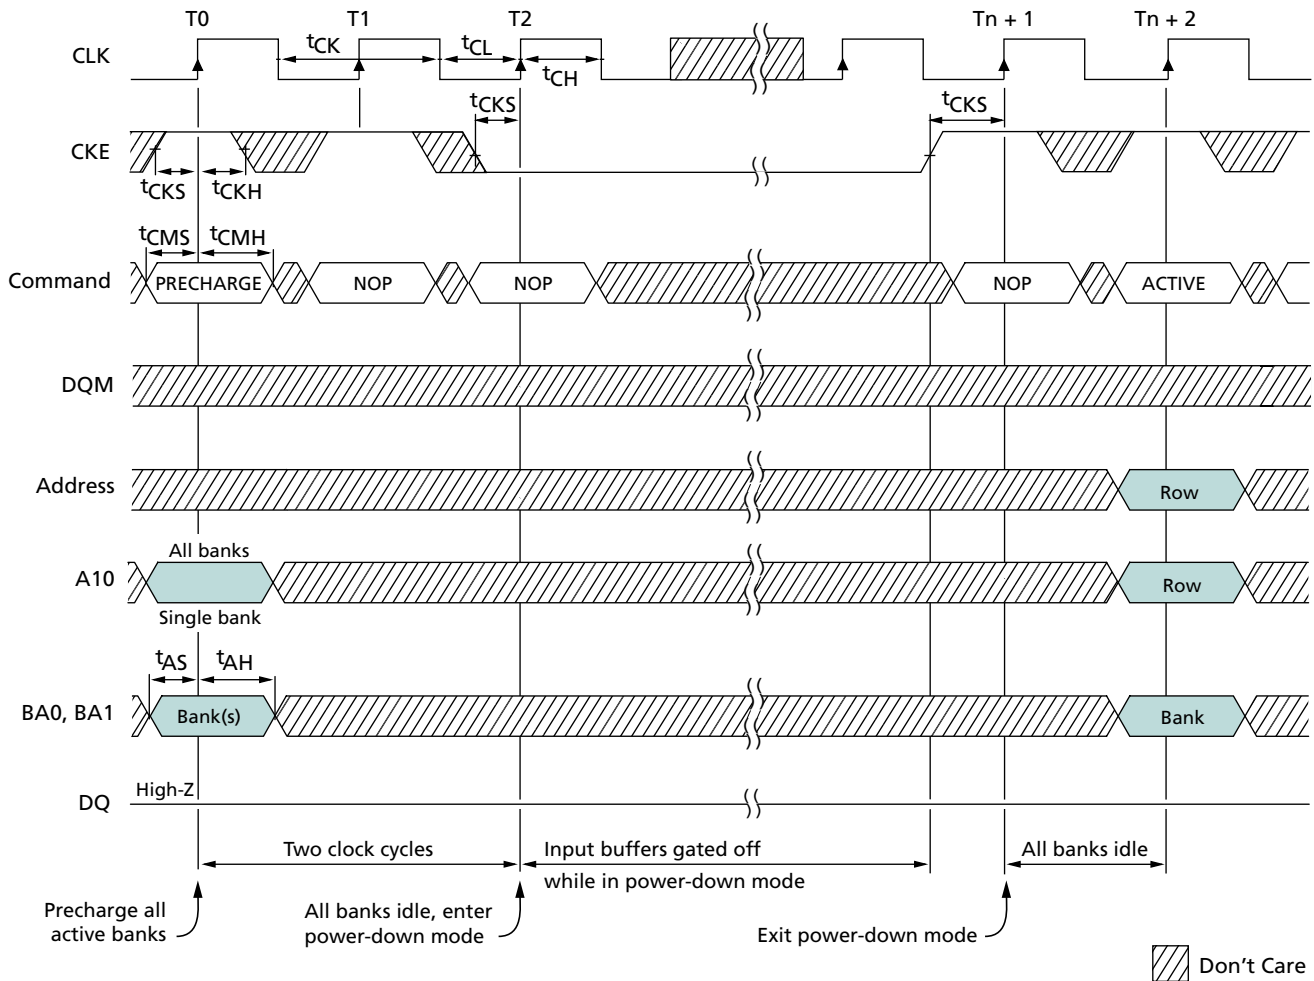 T0 T1 T2 Tn + 1 Tn + 2
CLK
tCK tCL
tCH
tCKS tCKS
CKE
tCKS tCKH
tCMS tCMH
Command PRECHARGE NOP NOP NOP ACTIVE
DQM
Address Row
All banks
A10 Row
Single bank
tAS tAH
BA0, BA1 Bank(s) Bank
High-Z
DQ
Two clock cycles Input buffers gated off All banks idle
while in power-down mode
Precharge all All banks idle, enter
active banks power-down mode Exit power-down mode
Don't Care